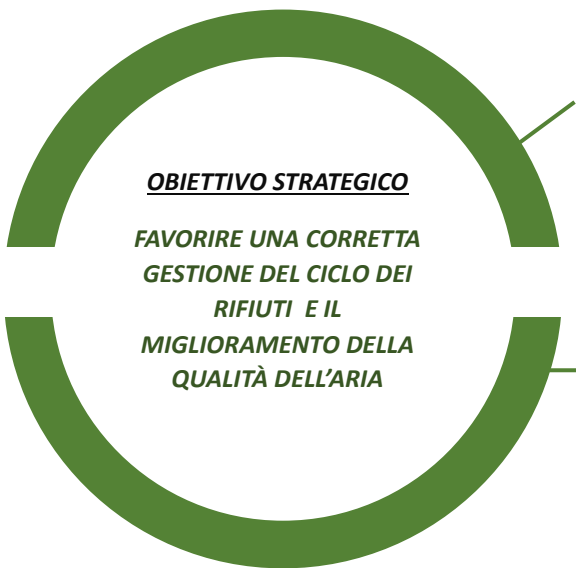 OBIETTIVO STRATEGICO
FAVORIRE UNA CORRETTA
GESTIONE DEL CICLO DEI
RIFIUTI E IL
MIGLIORAMENTO DELLA
QUALITÀ DELL’ARIA